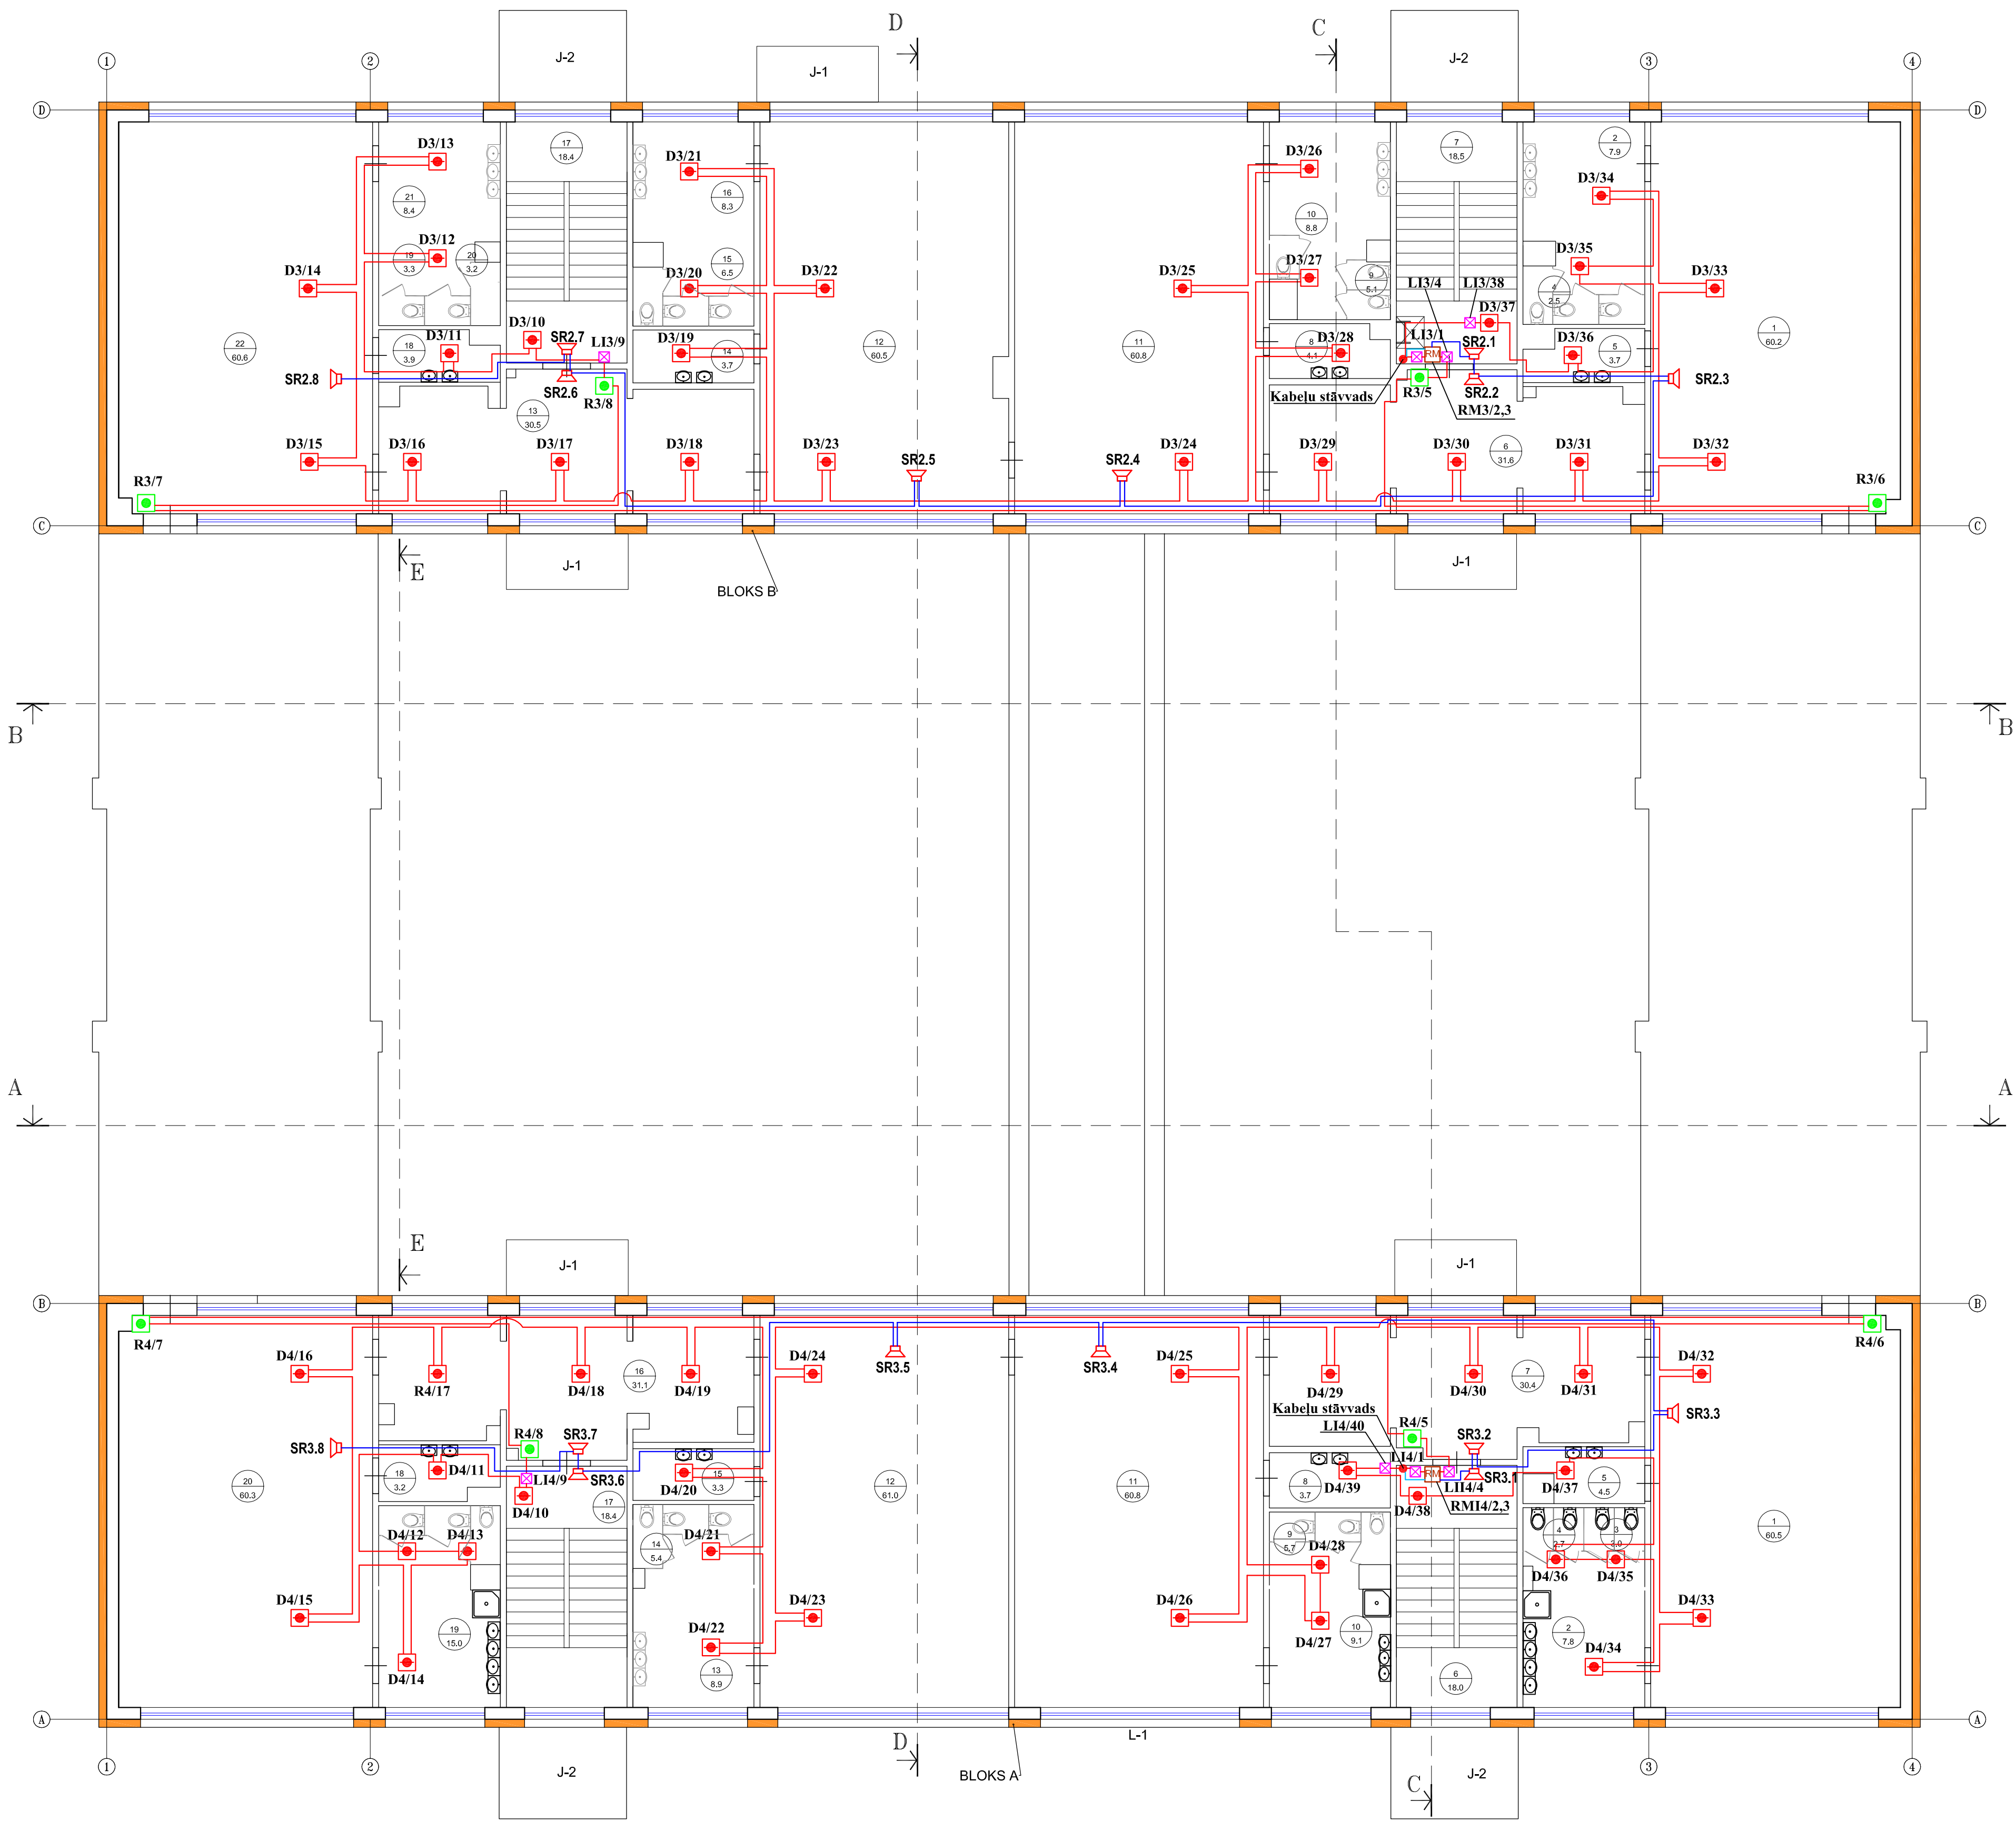 D
C
J-2
J-1
J-2
1
2
3
4
D
D
D3/13
17
18.4
D3/21
D3/26
7
18.5
2
7.9
21
8.4
16
8.3
10
8.8
D3/34
D3/12
19
3.3
20
3.2
15
6.5
D3/27
D3/35
D3/14
D3/20
D3/22
D3/25
9
5.1
LI3/4
LI3/38
4
2.5
D3/33
D3/37
22
60.6
D3/11
18
3.9
D3/10
SR2.7
LI3/9
D3/19
14
3.7
12
60.5
11
60.8
8
4.1
D3/28
LI3/1
RM
SR2.1
D3/36
5
3.7
1
60.2
SR2.8
SR2.6
R3/8
Kabeļu stāvvads
R3/5
SR2.2
RM3/2,3
SR2.3
13
30.5
D3/15
D3/16
D3/17
D3/18
D3/23
SR2.5
SR2.4
D3/24
D3/29
D3/30
6
31.6
D3/31
D3/32
R3/7
R3/6
C
C
E
J-1
J-1
BLOKS B
B
B
A
A
E
J-1
J-1
B
B
R4/7
R4/6
D4/16
R4/17
D4/18
16
31.1
D4/19
D4/24
SR3.5
SR3.4
D4/25
D4/29
D4/30
7
30.4
D4/31
D4/32
Kabeļu stāvvads
LI4/40
R4/5
SR3.3
SR3.8
R4/8
SR3.7
SR3.2
LI4/1
RM
20
60.3
18
3.2
D4/11
LI4/9
SR3.6
D4/20
15
3.3
12
61.0
11
60.8
8
3.7
D4/39
LII4/4
SR3.1
D4/37
5
4.5
D4/10
17
18.4
D4/38
RMI4/2,3
D4/12
D4/13
14
5.4
D4/21
9
5.7
D4/28
4
2.7
3
3.0
1
60.5
D4/36
D4/35
D4/15
D4/23
D4/26
D4/33
19
15.0
D4/22
D4/27
10
9.1
2
7.8
D4/14
13
8.9
6
18.0
D4/34
A
A
L-1
D
J-2
BLOKS A
C
J-2
1
2
3
4